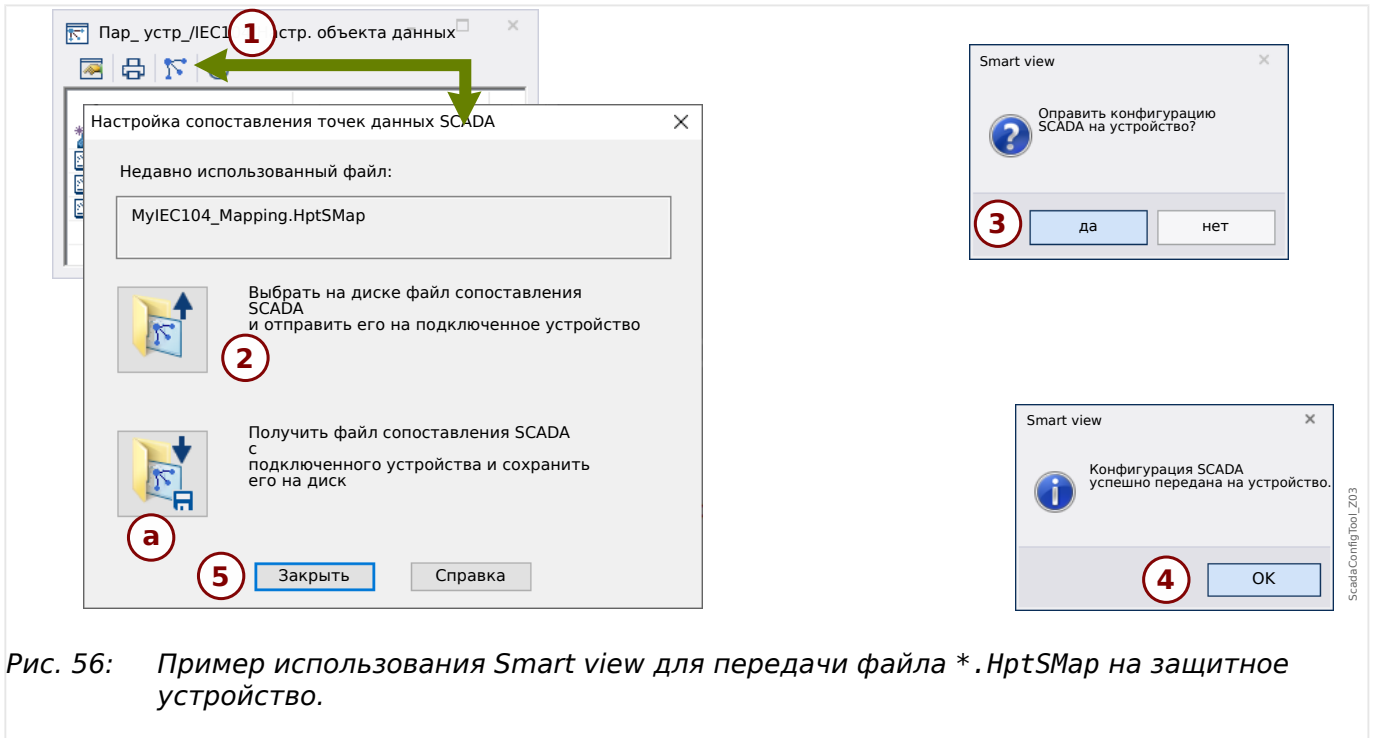 Пар_ устр_/IEC1 1 стр. объекта данных
Настройка сопоставления точек данных SCADA
Недавно использованный файл:
MyIEC104_Mapping.HptSMap
Выбрать на диске файл сопоставления
SCADA
и отправить его на подключенное устройство
2
Получить файл сопоставления SCADA
с
подключенного устройства и сохранить
его на диск
a
5 Закрыть Справка
Smart view
Оправить конфигурацию
SCADA на устройство?
3 да нет
Smart view
Конфигурация SCADA
успешно передана на устройство.
4 OK
ScadaConfigTool_Z03
Рис. 56: Пример использования Smart view для передачи файла *.HptSMap на защитное
устройство.